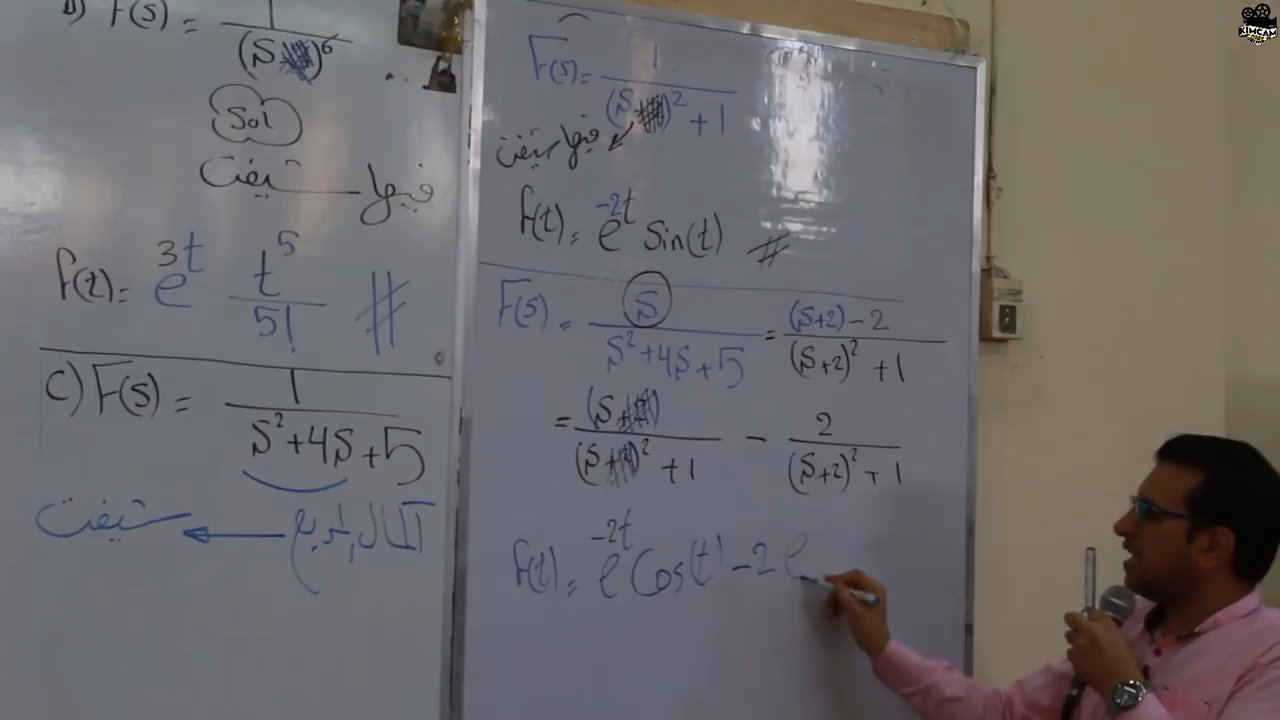 B) F(s) = 1 / (S )^6
Sol
فيها شيفت
f(t) = e^3t t^5 / 5! #
C) F(s) = 1 / S^2+4S+5
اكمال المربع ← شيفت
F(s) = 1 / (S )^2 + 1
فيها شيفت
f(t) = e^-2t Sin(t) #
F(s) = S / S^2+4S+5 = (S+2)-2 / (S+2)^2 +1
= (S ) / (S )^2 +1 - 2 / (S+2)^2 +1
f(t) = e^-2t Cos(t) -2 e
KIMCAM